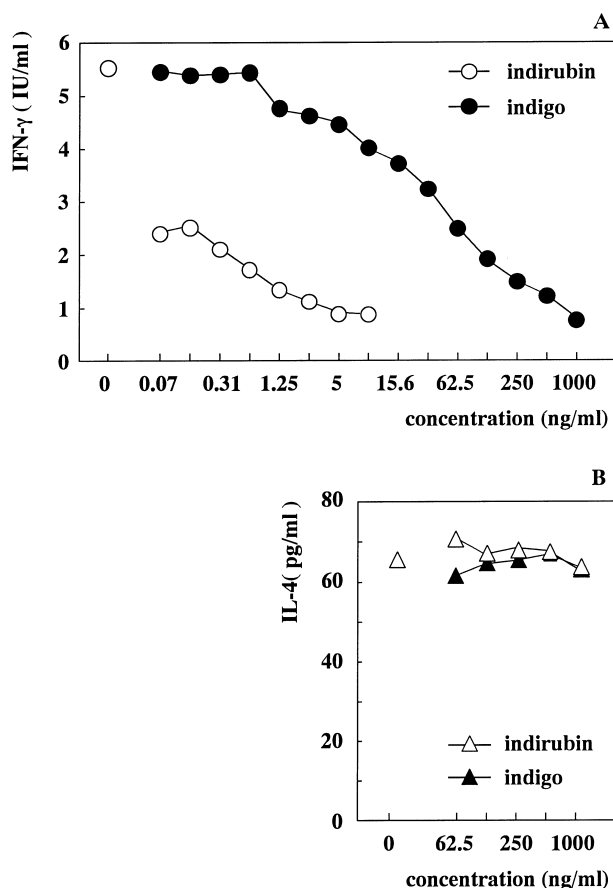 A
IFN-γ ( IU/ml )
6
5
4
3
2
1
0
indirubin
indigo
0 0.07 0.31 1.25 5 15.6 62.5 250 1000
concentration (ng/ml)
B
IL-4( pg/ml )
80
60
40
20
0
indirubin
indigo
0 62.5 250 1000
concentration (ng/ml)